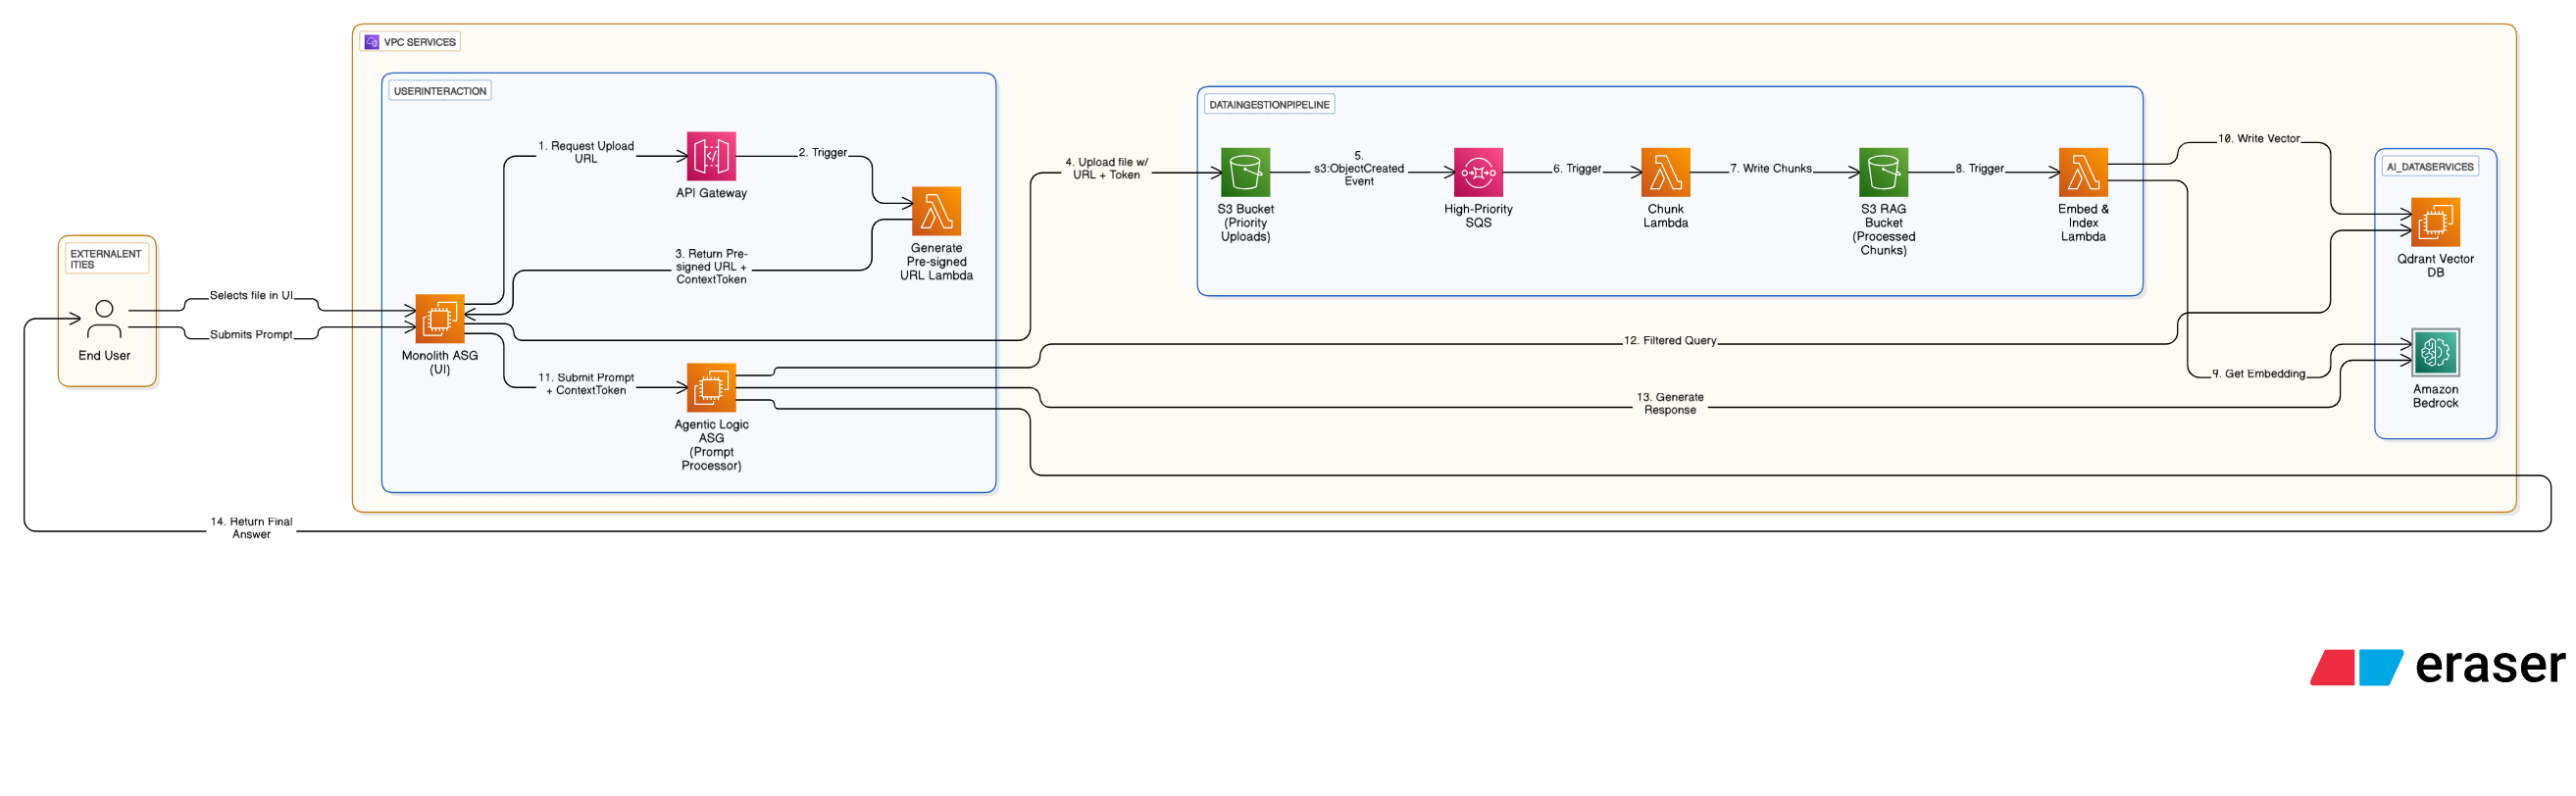 VPC SERVICES
USERINTERACTION
1. Request Upload
URL
API Gateway
2. Trigger
Generate
Pre-signed
URL Lambda
3. Return Pre-
signed URL +
ContextToken
EXTERNALENT
ITIES
End User
Selects file in UI
Submits Prompt
Monolith ASG
(UI)
11. Submit Prompt
+ ContextToken
Agentic Logic
ASG
(Prompt
Processor)
4. Upload file w/
URL + Token
DATAINGESTIONPIPELINE
S3 Bucket
(Priority
Uploads)
5.
s3:ObjectCreated
Event
High-Priority
SQS
6. Trigger
Chunk
Lambda
7. Write Chunks
S3 RAG
Bucket
(Processed
Chunks)
8. Trigger
Embed &
Index
Lambda
10. Write Vector
AI_DATASERVICES
Qdrant Vector
DB
12. Filtered Query
9. Get Embedding
Amazon
Bedrock
13. Generate
Response
14. Return Final
Answer
eraser